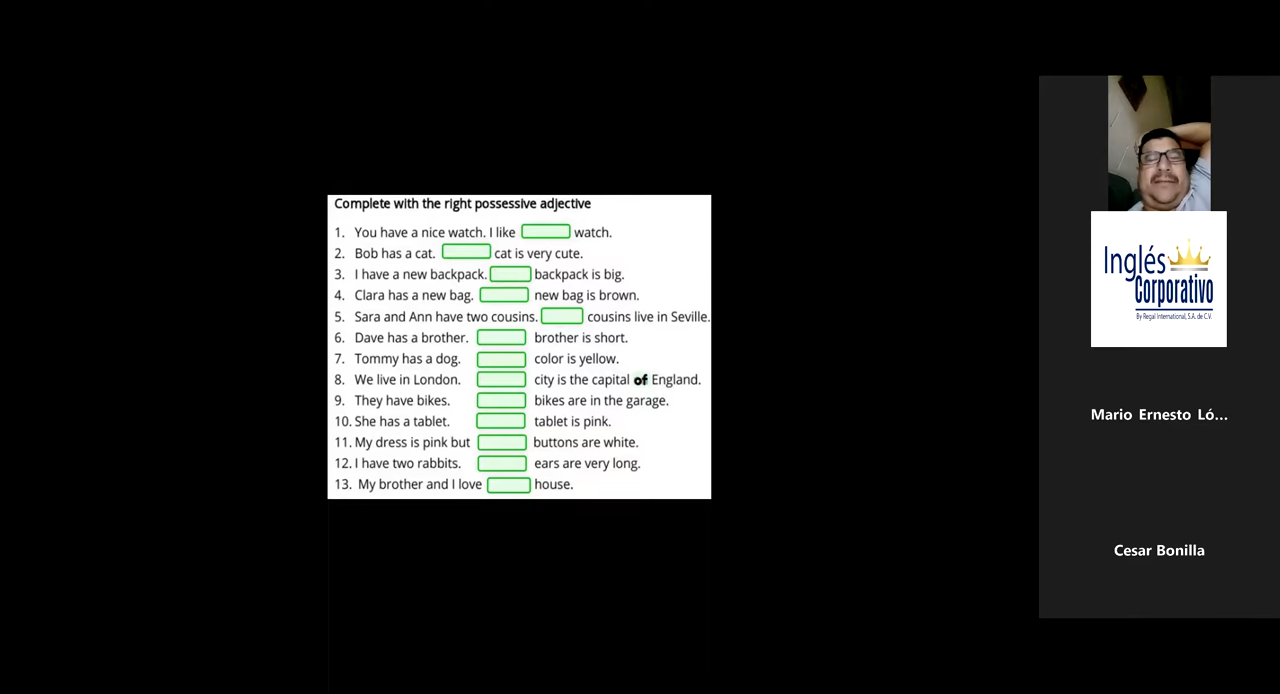 Complete with the right possessive adjective
1. You have a nice watch. I like watch.
2. Bob has a cat. cat is very cute.
3. I have a new backpack. backpack is big.
4. Clara has a new bag. new bag is brown.
5. Sara and Ann have two cousins. cousins live in Seville.
6. Dave has a brother. brother is short.
7. Tommy has a dog. color is yellow.
8. We live in London. city is the capital of England.
9. They have bikes. bikes are in the garage.
10. She has a tablet. tablet is pink.
11. My dress is pink but buttons are white.
12. I have two rabbits. ears are very long.
13. My brother and I love house.
Inglés
Corporativo
By Regal International, S.A. de C.V.
Mario Ernesto Ló...
Cesar Bonilla